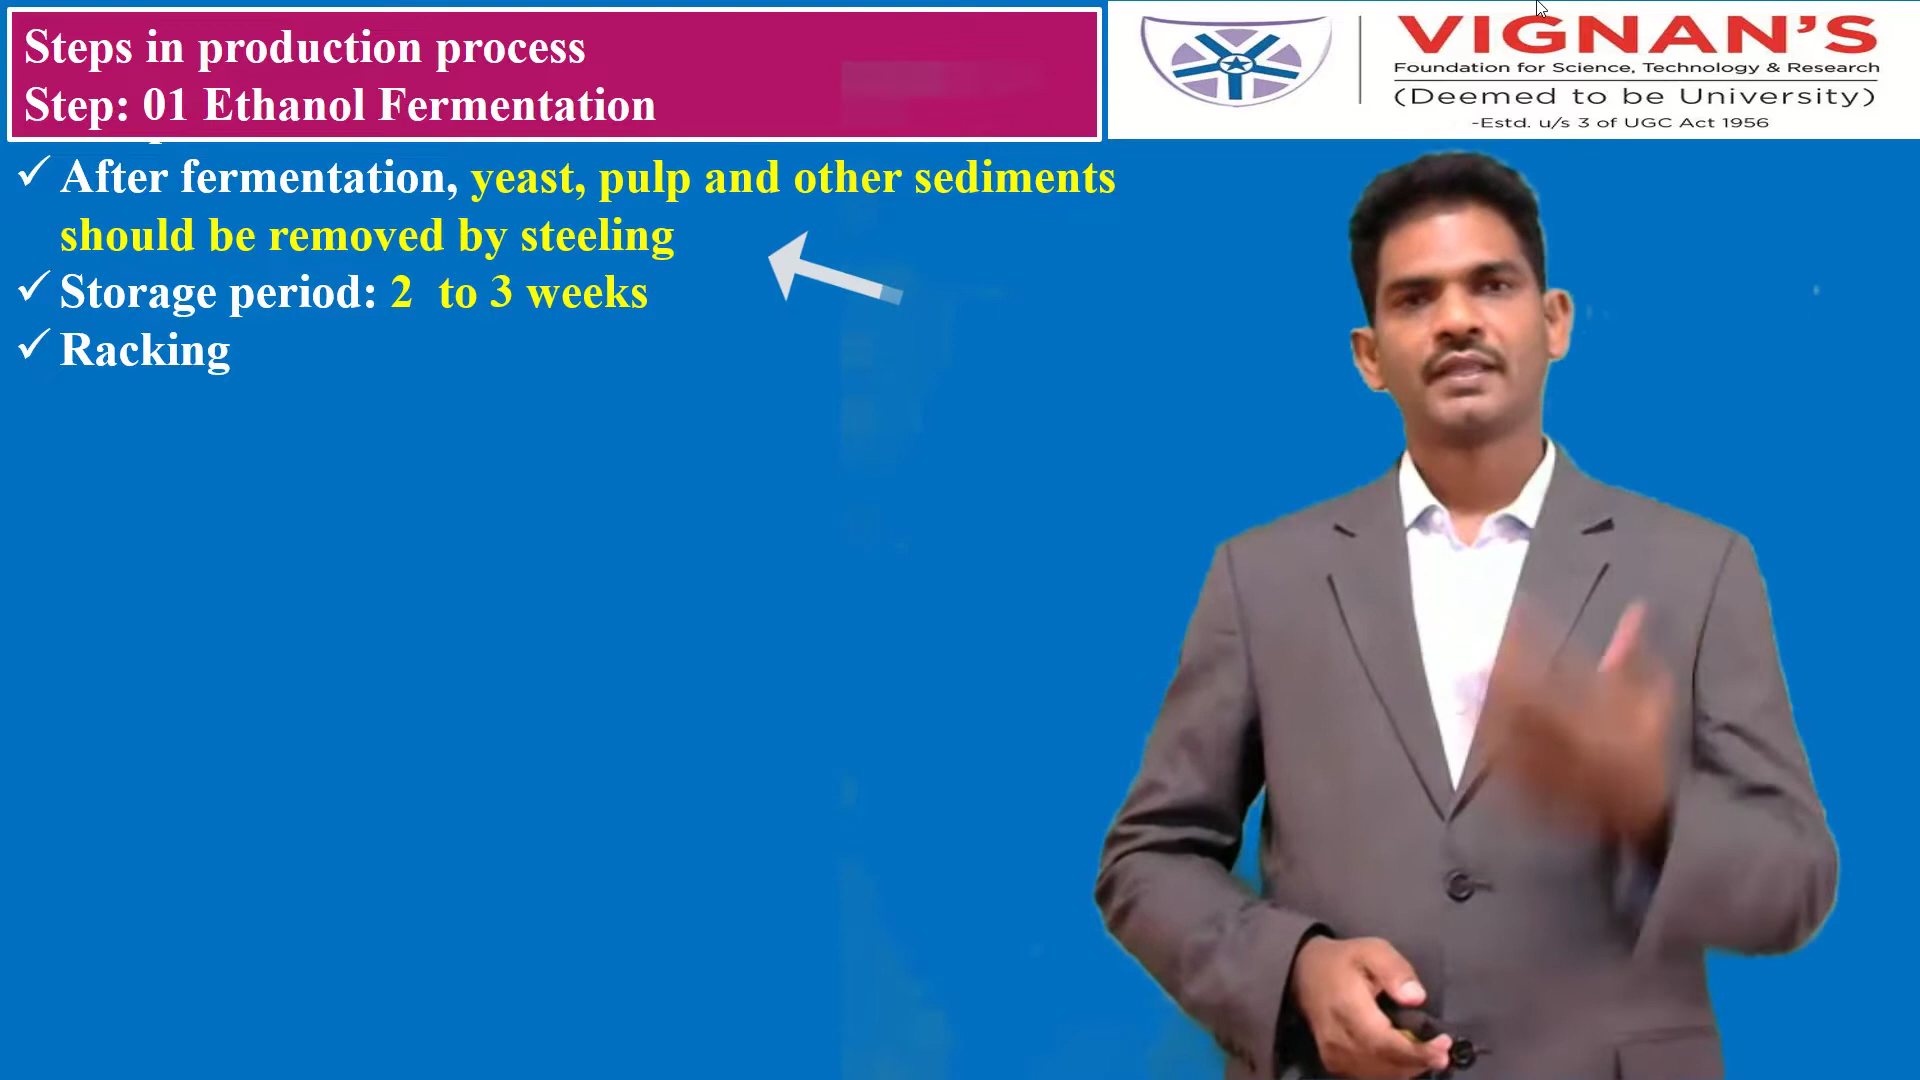 Steps in production process
Step: 01 Ethanol Fermentation
VIGNAN'S
Foundation for Science, Technology & Research
(Deemed to be University)
-Estd. u/s 3 of UGC Act 1956
✓ After fermentation, yeast, pulp and other sediments
should be removed by steeling
✓ Storage period: 2 to 3 weeks
✓ Racking